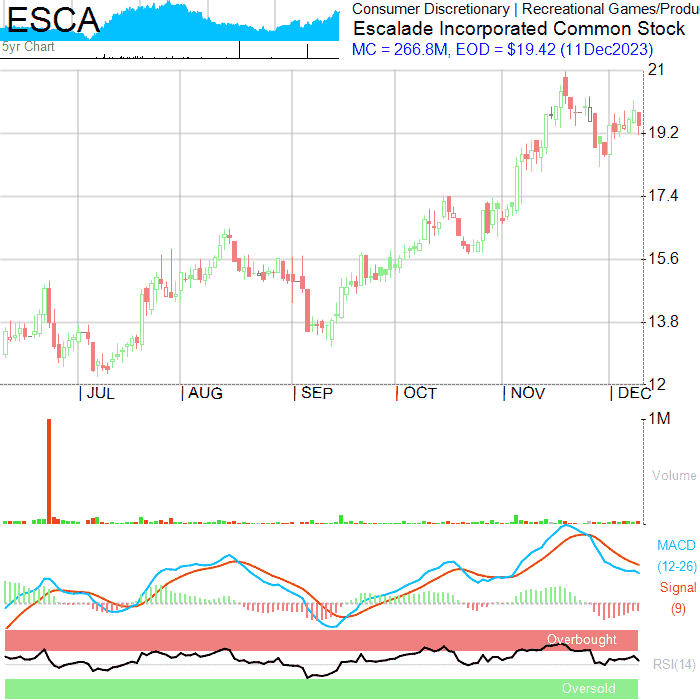 ESCA
5yr Chart
Consumer Discretionary | Recreational Games/Produ
Escalade Incorporated Common Stock
MC = 266.8M, EOD = $19.42 (11Dec2023)
21
19.2
17.4
15.6
13.8
12
JUL
AUG
SEP
OCT
NOV
DEC
1M
Volume
MACD
(12-26)
Signal
(9)
Overbought
RSI(14)
Oversold